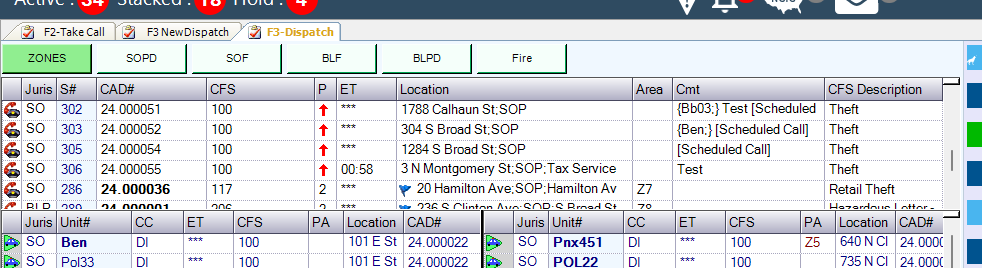 Active : 34 Stacked : 18 Hold : 4
F2-Take Call F3 NewDispatch F3-Dispatch
ZONES SOPD SOF BLF BLPD Fire
Juris S# CAD# CFS P ET Location Area Cmt CFS Description
SO 302 24.000051 100 *** 1788 Calhaun St;SOP {Bb03;} Test [Scheduled Theft
SO 303 24.000052 100 *** 304 S Broad St;SOP {Ben;} [Scheduled Call] Theft
SO 305 24.000054 100 *** 1284 S Broad St;SOP [Scheduled Call] Theft
SO 306 24.000055 100 00:58 3 N Montgomery St;SOP;Tax Service Test Theft
SO 286 24.000036 117 2 *** 20 Hamilton Ave;SOP;Hamilton Av Z7 Retail Theft
BLP 289 24.000001 206 2 *** 236 S Clinton Ave;SOP;S Broad St Z8 Hazardous Letter -
Juris Unit# CC ET CFS PA Location CAD# Juris Unit# CC ET CFS PA Location CAD#
SO Ben DI *** 100 101 E St 24.000022 SO Pnx451 DI *** 100 Z5 640 N Cl 24.000
SO Pol33 DI *** 100 101 E St 24.000022 SO POL22 DI *** 100 735 N Cl 24.000